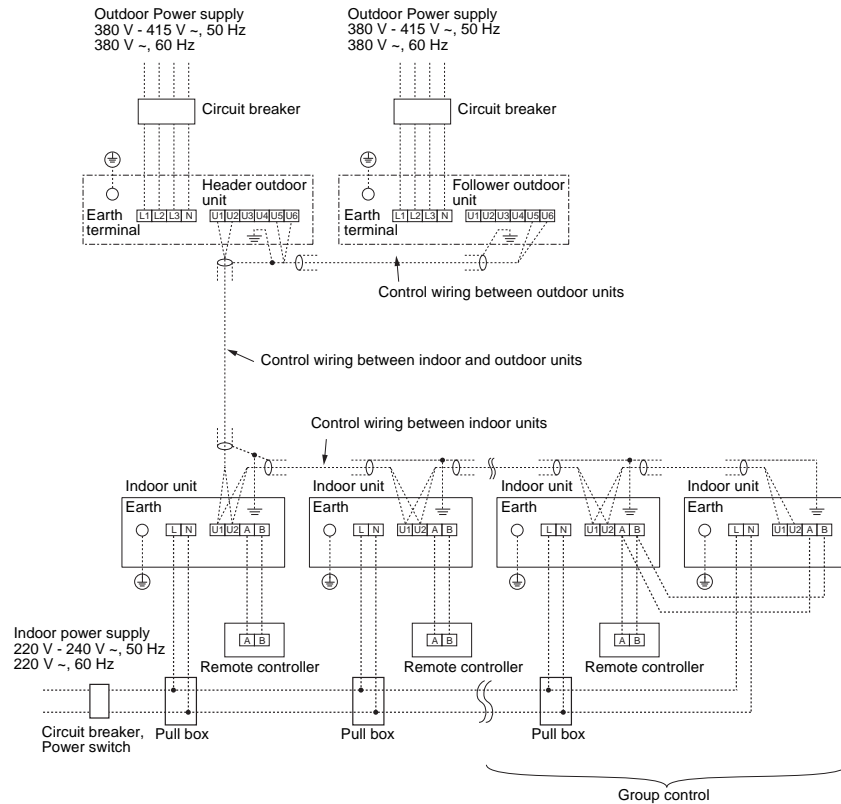 Outdoor Power supply
380 V - 415 V ~, 50 Hz
380 V ~, 60 Hz
Outdoor Power supply
380 V - 415 V ~, 50 Hz
380 V ~, 60 Hz
Circuit breaker
Circuit breaker
Header outdoor
unit
Earth
terminal
L1 L2 L3 N
U1 U2 U3 U4 U5 U6
Follower outdoor
unit
Earth
terminal
L1 L2 L3 N
U1 U2 U3 U4 U5 U6
Control wiring between outdoor units
Control wiring between indoor and outdoor units
Control wiring between indoor units
Indoor unit
Earth
L N
U1 U2 A B
Indoor unit
Earth
L N
U1 U2 A B
Indoor unit
Earth
L N
U1 U2 A B
Indoor unit
Earth
L N
U1 U2 A B
Indoor power supply
220 V - 240 V ~, 50 Hz
220 V ~, 60 Hz
A B
Remote controller
A B
Remote controller
A B
Remote controller
Circuit breaker,
Power switch
Pull box
Pull box
Pull box
Group control